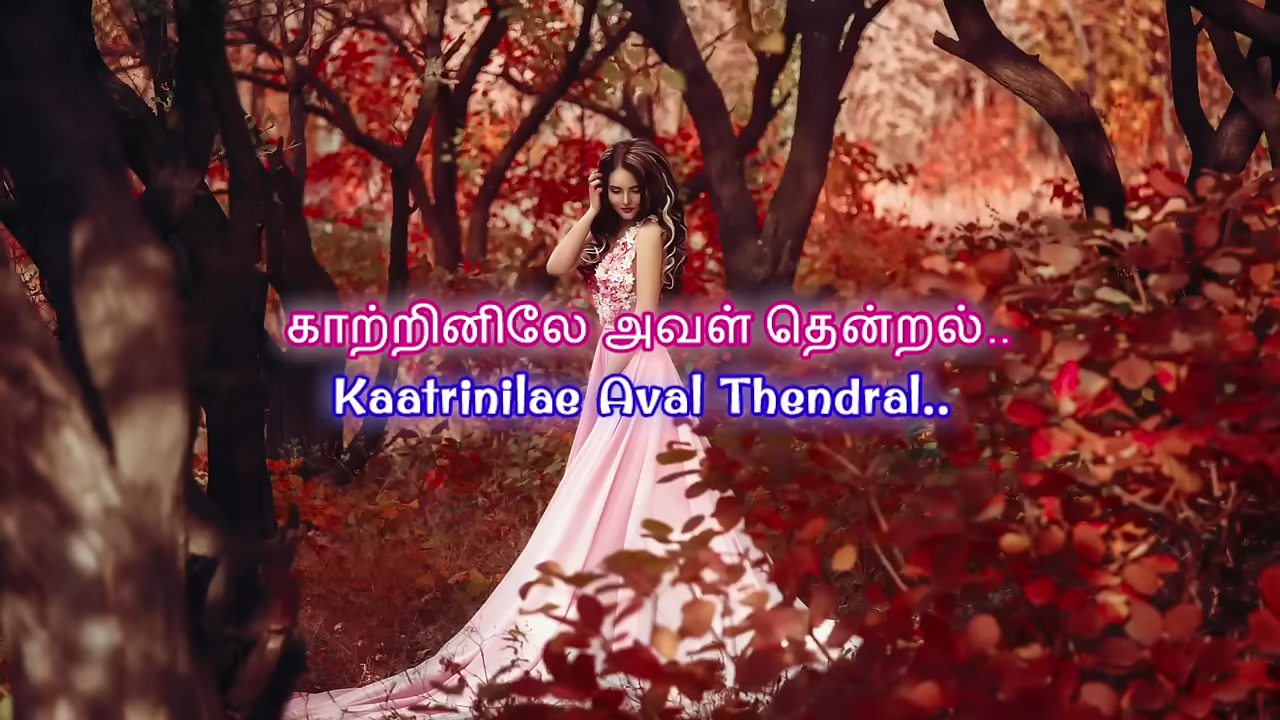 காற்றினிலே அவள் தென்றல்..
Kaatrinilae Aval Thendral..